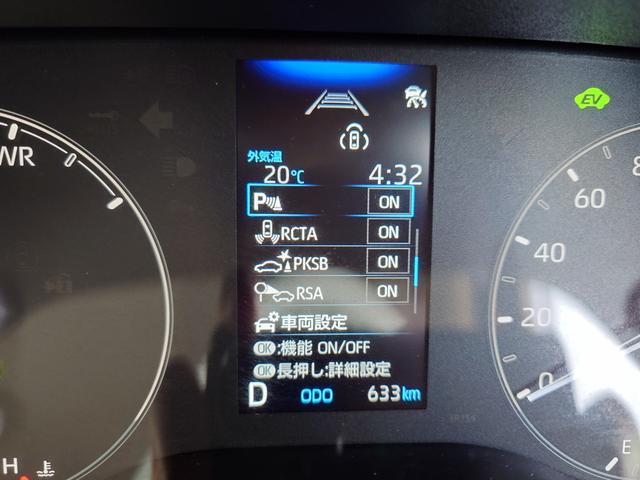 外気温
20℃ 4:32
P ON
RCTA ON
PKSB ON
RSA ON
車両設定
OK:機能 ON/OFF
OK長押し:詳細設定
D ODO 633km
WR
H
EV
8
60
40
20
0
E